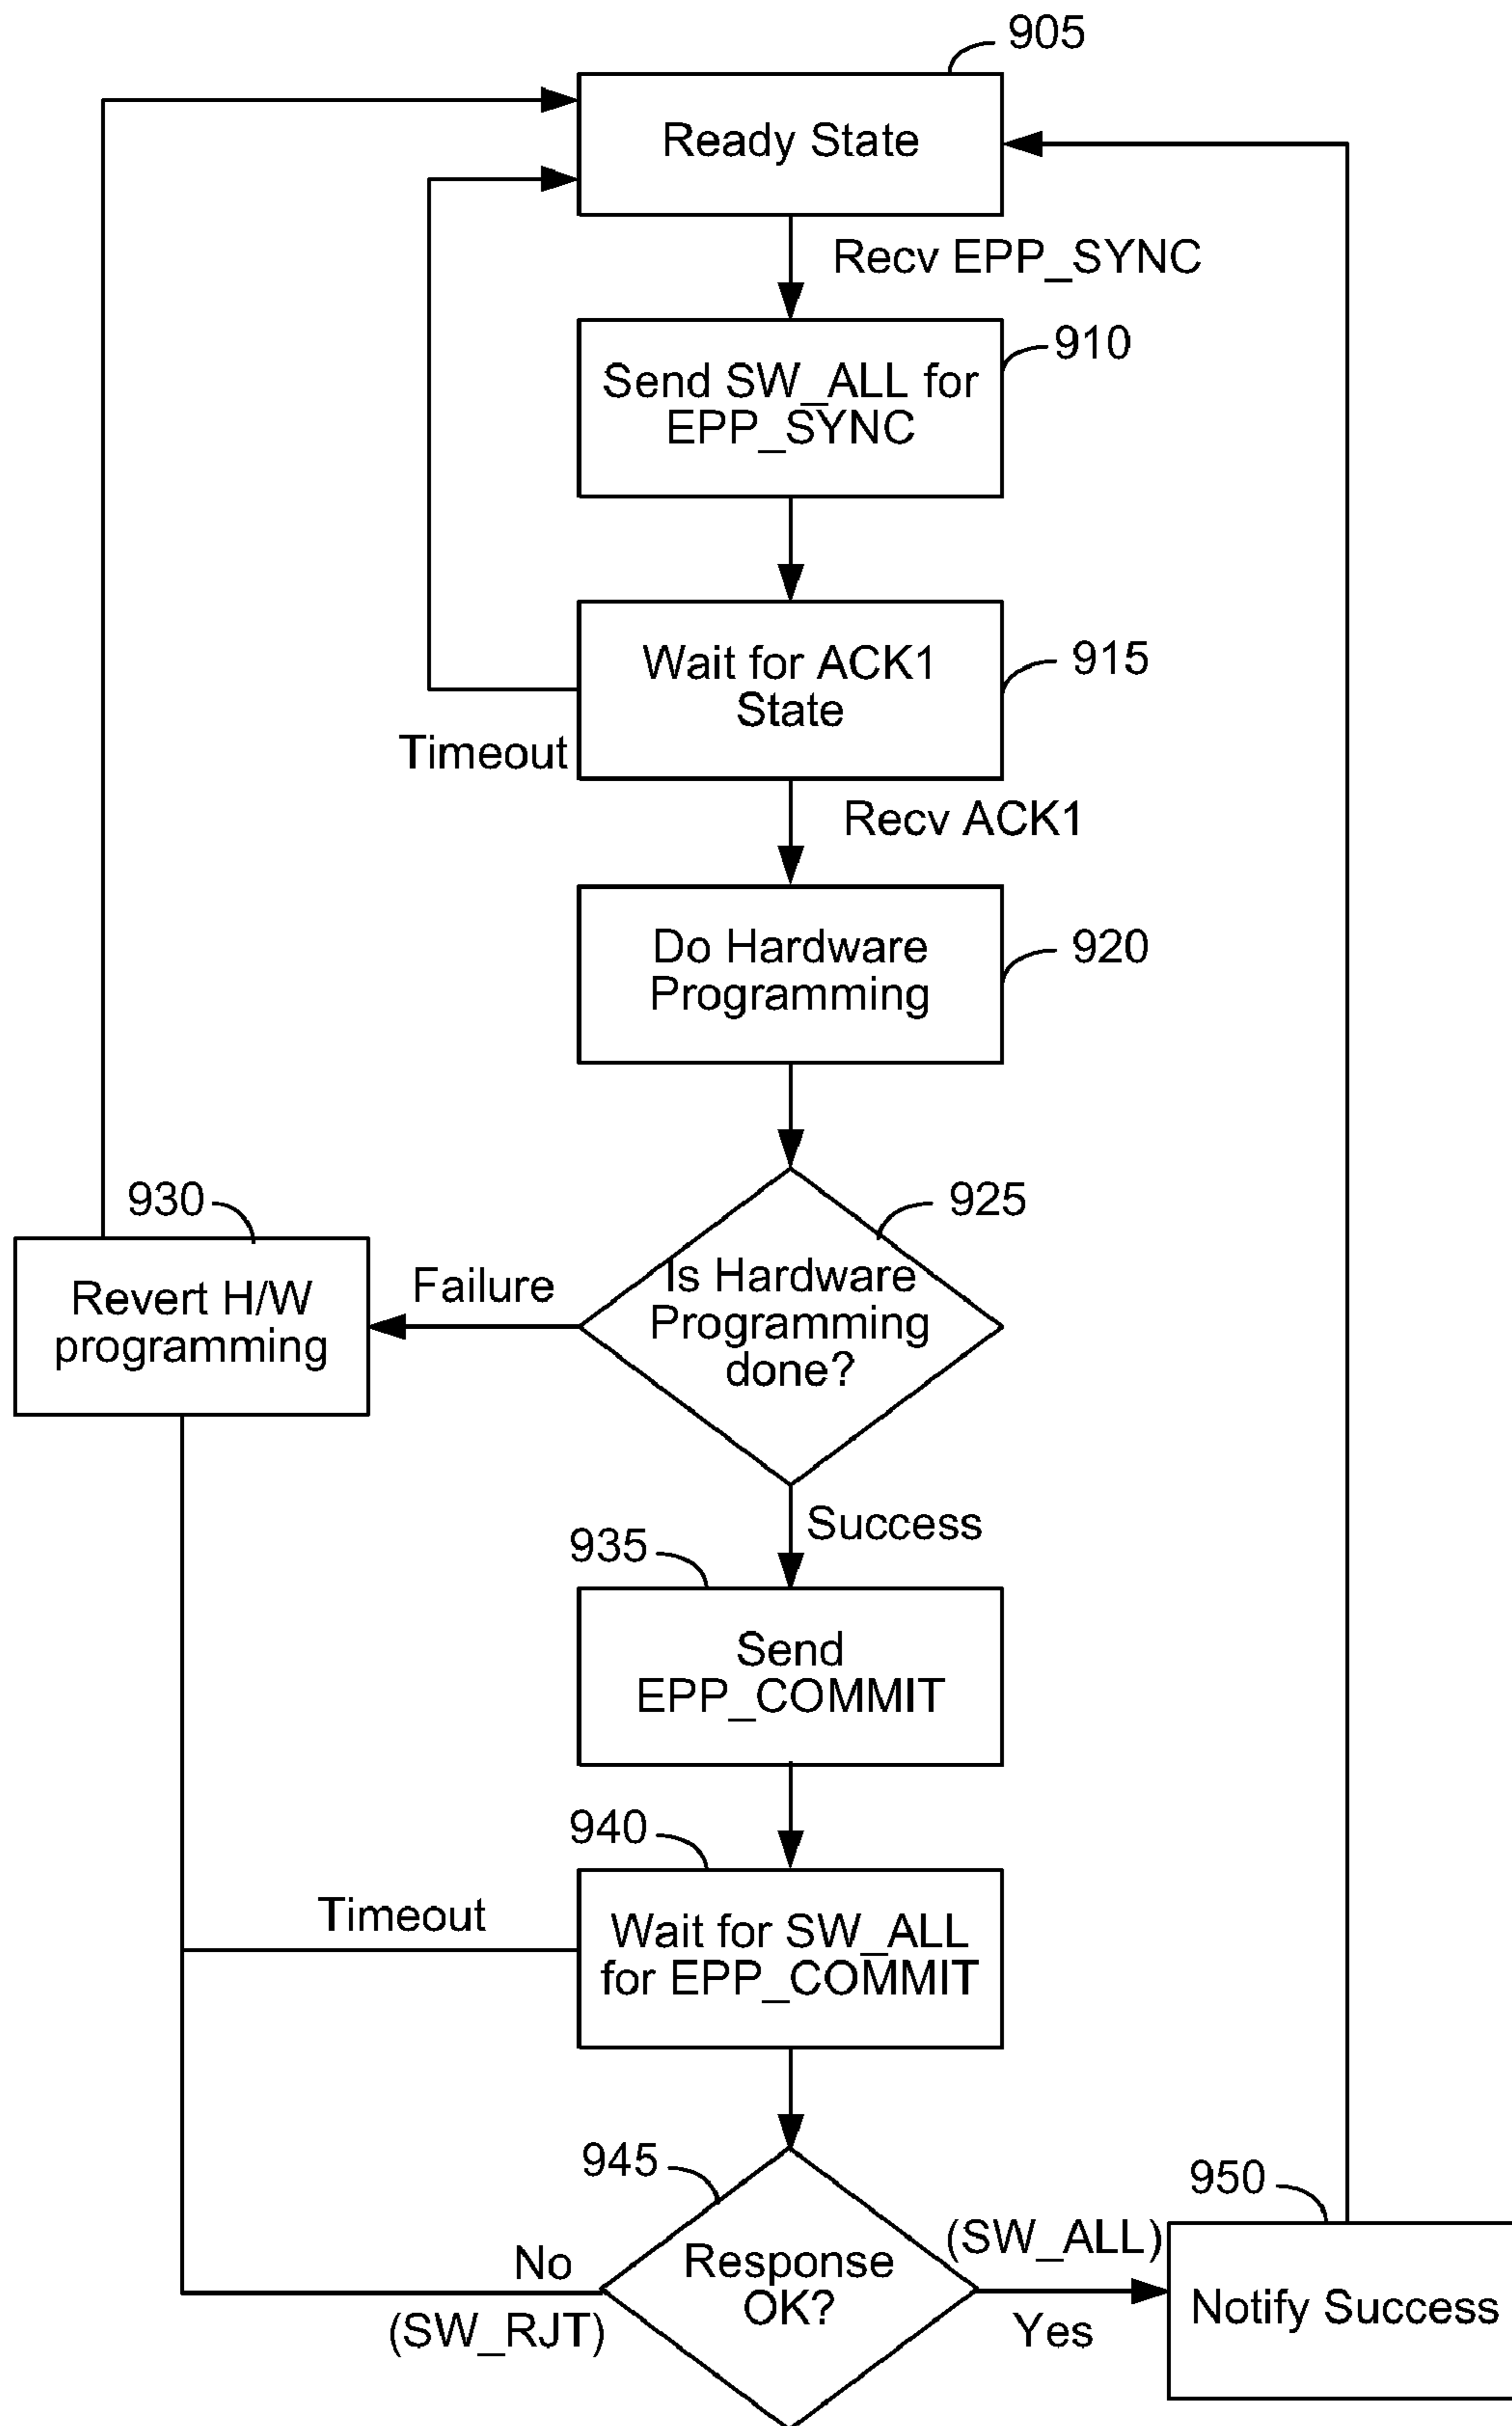 905
Ready State
Recv EPP_SYNC
910
Send SW_ALL for
EPP_SYNC
Wait for ACK1
State
915
Timeout
Recv ACK1
Do Hardware
Programming
920
930
925
Revert H/W
programming
Failure
Is Hardware
Programming
done?
Success
935
Send
EPP_COMMIT
940
Timeout
Wait for SW_ALL
for EPP_COMMIT
945
950
No
(SW_RJT)
Response
OK?
(SW_ALL)
Yes
Notify Success